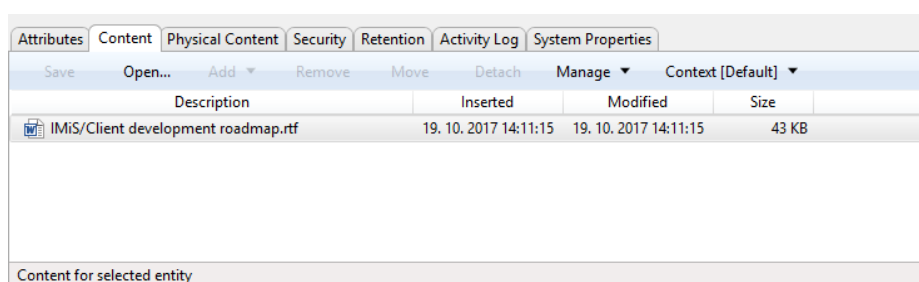 Attributes Content Physical Content Security Retention Activity Log System Properties
Save Open... Add Remove Move Detach Manage Context [Default]
Description Inserted Modified Size
IMiS/Client development roadmap.rtf 19. 10. 2017 14:11:15 19. 10. 2017 14:11:15 43 KB
Content for selected entity